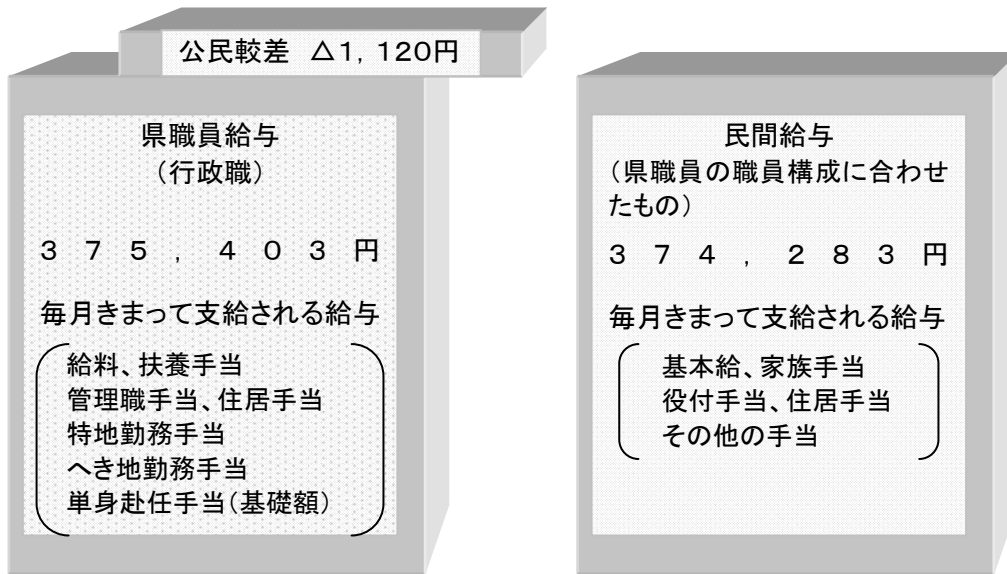 公民較差 △1，120円
県職員給与
（行政職）
３７５，４０３円
毎月きまって支給される給与
給料、扶養手当
管理職手当、住居手当
特地勤務手当
へき地勤務手当
単身赴任手当（基礎額）
民間給与
（県職員の職員構成に合わせ
たもの）
３７４，２８３円
毎月きまって支給される給与
基本給、家族手当
役付手当、住居手当
その他の手当